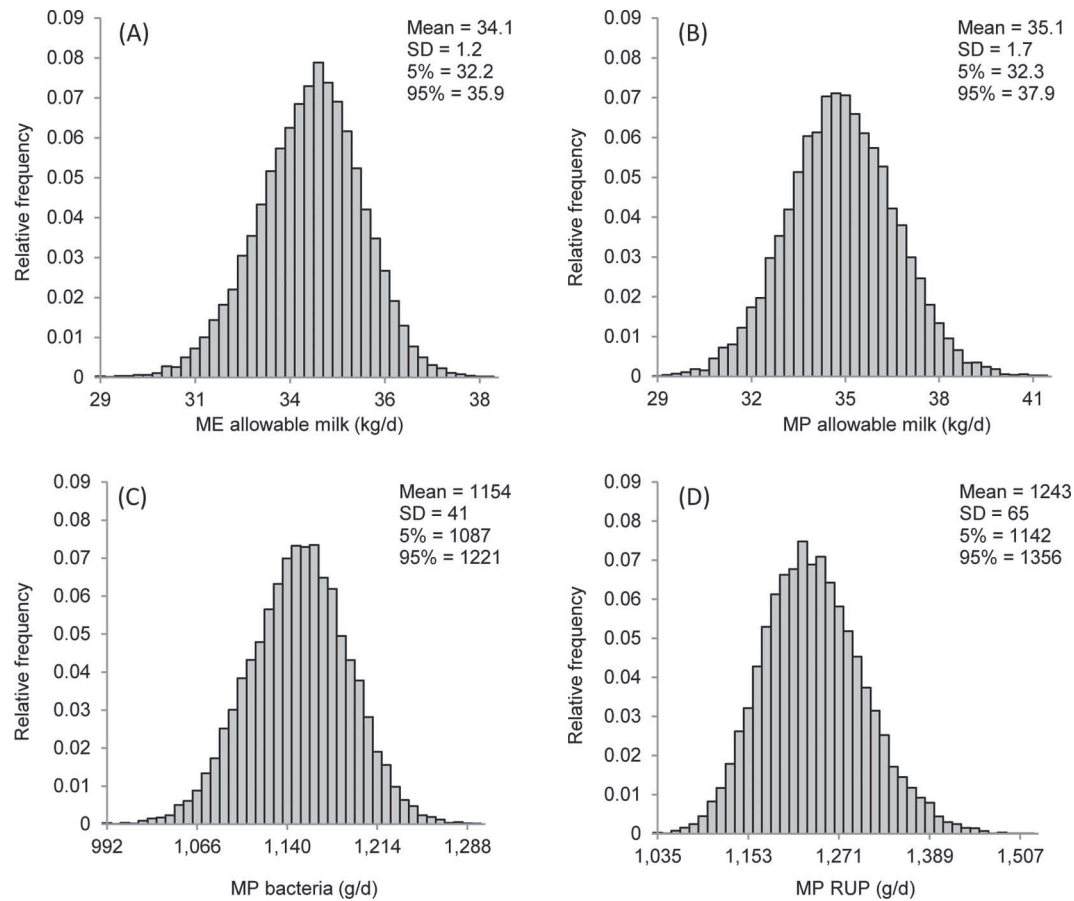 (A)
Mean = 34.1
SD = 1.2
5% = 32.2
95% = 35.9
0.09
0.08
0.07
0.06
0.05
0.04
0.03
0.02
0.01
0
Relative frequency
29 31 34 36 38
ME allowable milk (kg/d)
(B)
Mean = 35.1
SD = 1.7
5% = 32.3
95% = 37.9
0.09
0.08
0.07
0.06
0.05
0.04
0.03
0.02
0.01
0
Relative frequency
29 32 35 38 41
MP allowable milk (kg/d)
(C)
Mean = 1154
SD = 41
5% = 1087
95% = 1221
0.09
0.08
0.07
0.06
0.05
0.04
0.03
0.02
0.01
0
Relative frequency
992 1,066 1,140 1,214 1,288
MP bacteria (g/d)
(D)
Mean = 1243
SD = 65
5% = 1142
95% = 1356
0.09
0.08
0.07
0.06
0.05
0.04
0.03
0.02
0.01
0
Relative frequency
1,035 1,153 1,271 1,389 1,507
MP RUP (g/d)